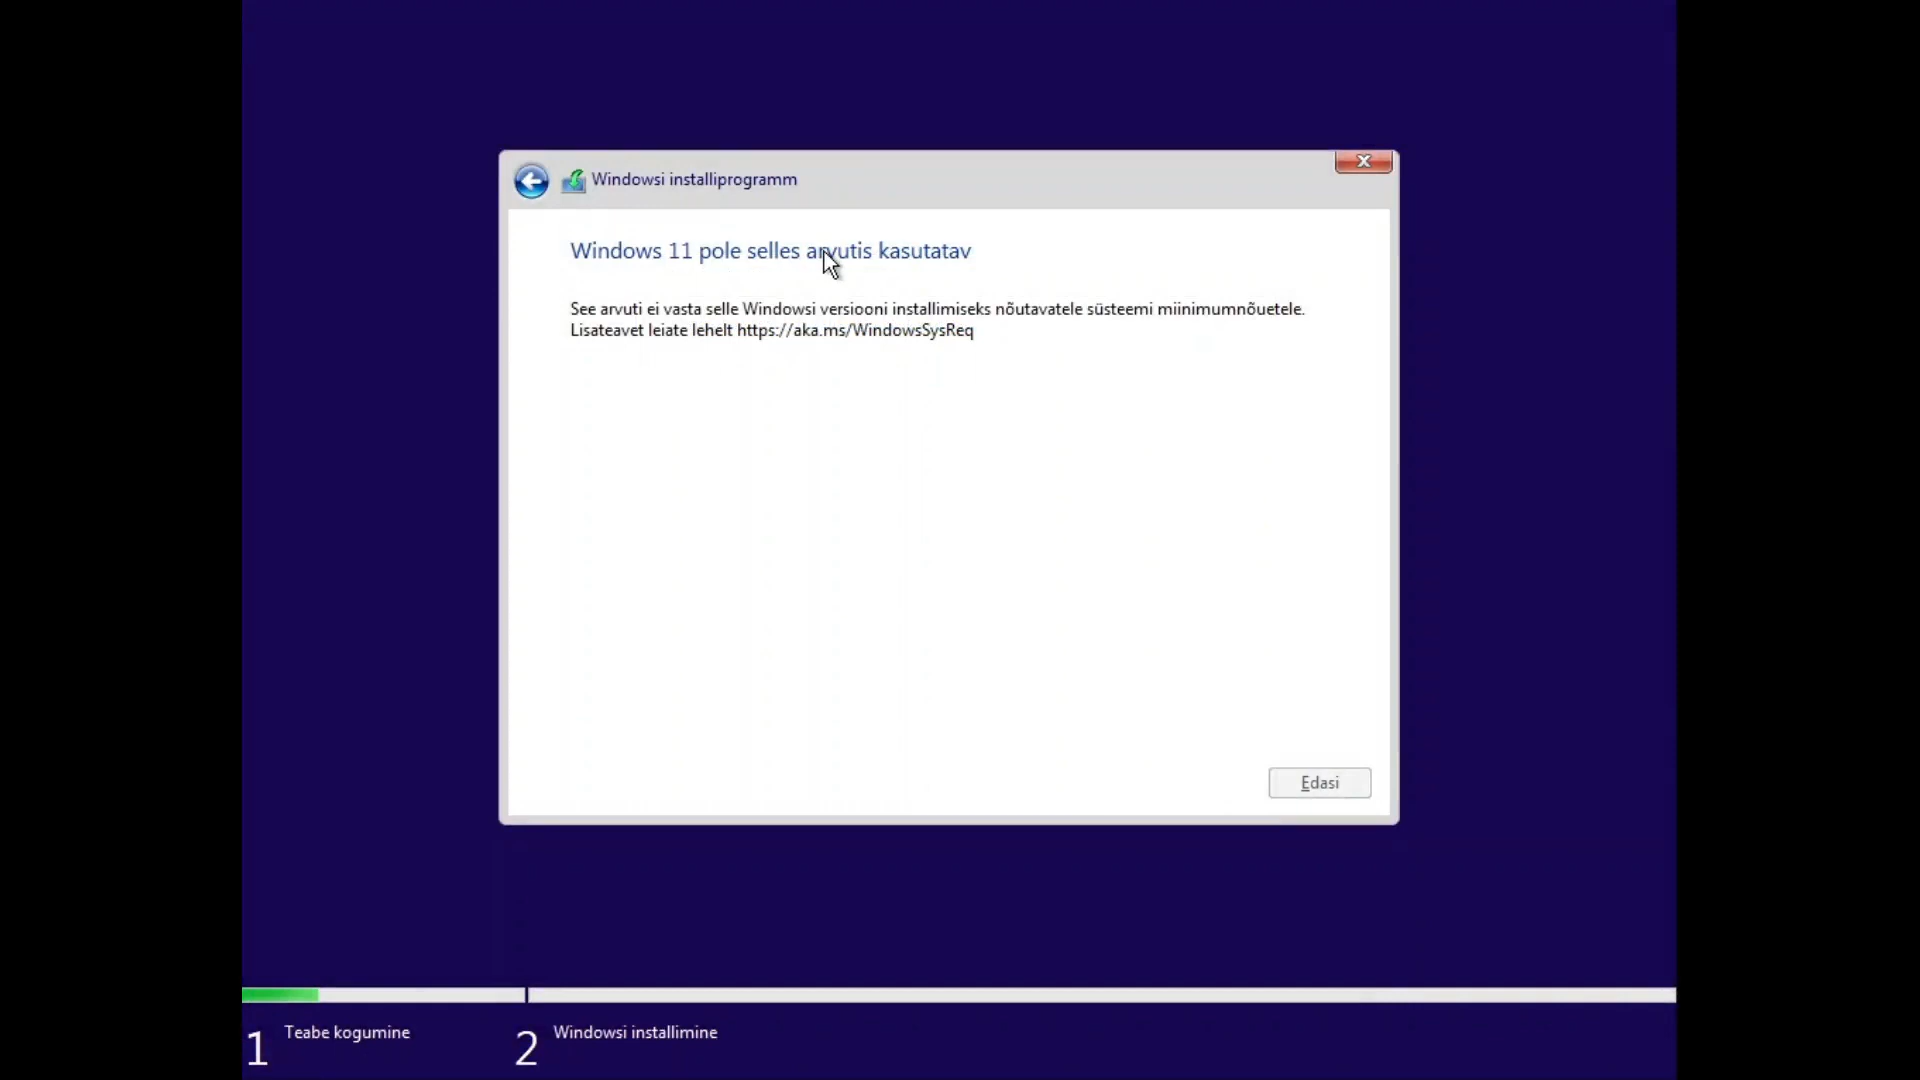 Windowsi installiprogramm
Windows 11 pole selles arvutis kasutatav
See arvuti ei vasta selle Windowsi versiooni installimiseks nõutavatele süsteemi miinimumnõuetele.
Lisateavet leiate lehelt https://aka.ms/WindowsSysReq
Edasi
1 Teabe kogumine
2 Windowsi installimine